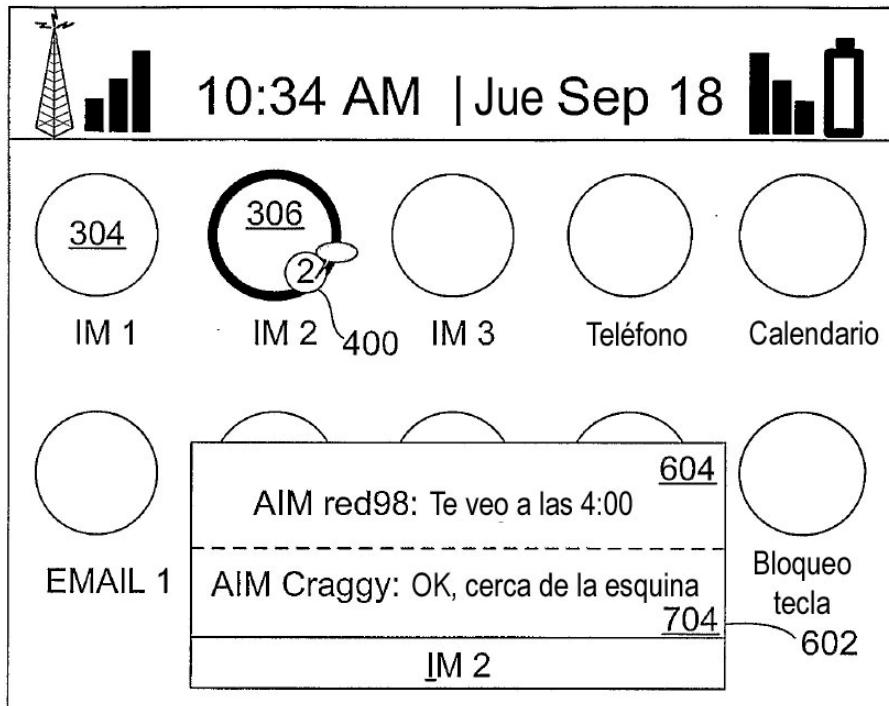 10:34 AM | Jue Sep 18
304
306
2
IM 1
IM 2
400
IM 3
Teléfono
Calendario
604
AIM red98: Te veo a las 4:00
EMAIL 1
AIM Craggy: OK, cerca de la esquina
704
Bloqueo
tecla
602
IM 2